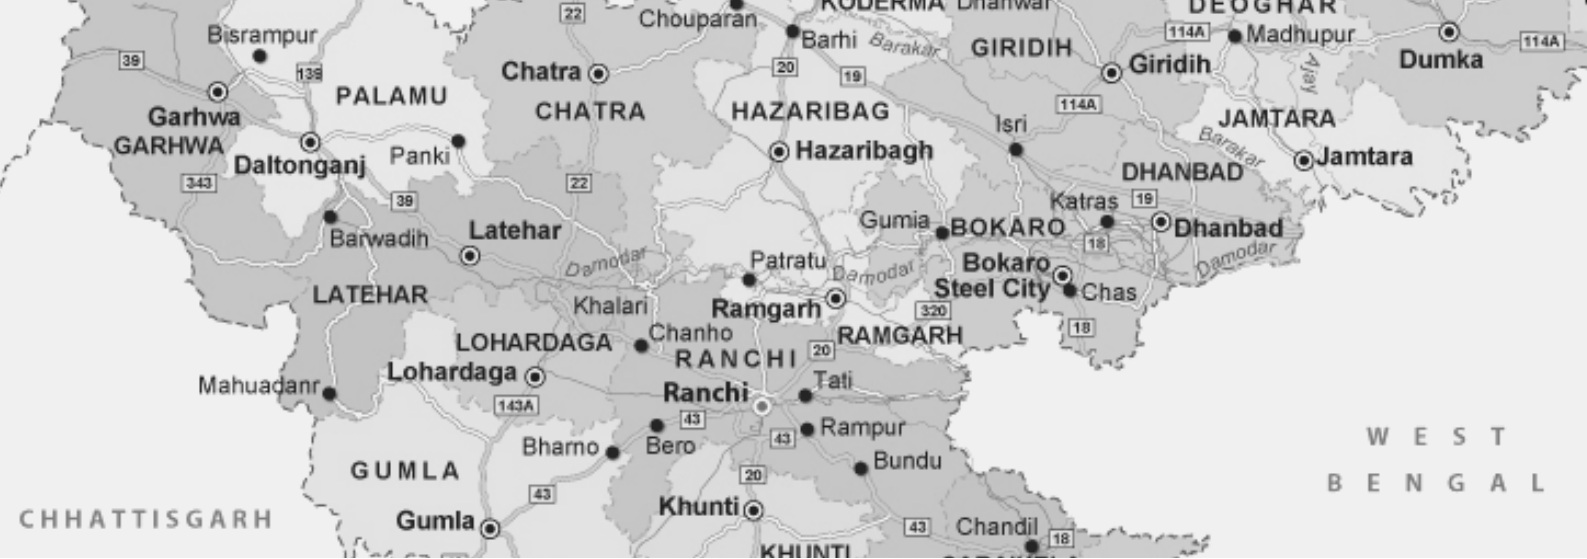 KODERMA
Dhanwar
DEOGHAR
22
Chouparan
Barhi
Barakar
GIRIDIH
114A
Madhupur
Dumka
114A
Bisrampur
39
139
Chatra
20
19
Giridih
Ajay
Garhwa
PALAMU
CHATRA
HAZARIBAG
114A
JAMTARA
GARHWA
Isri
Barakar
Daltonganj
Panki
Hazaribagh
Jamtara
343
39
22
DHANBAD
19
Katras
Barwadih
Latehar
Gumia
BOKARO
Dhanbad
18
Damodar
Patratu
Damodar
Bokaro
Steel City
Damodar
LATEHAR
Khalari
Ramgarh
320
Chas
LOHARDAGA
Chanho
RAMGARH
18
RANCHI
20
Mahuadanr
Lohardaga
Ranchi
Tati
143A
43
43
Rampur
WEST
BENGAL
Bharno
Bero
Bundu
GUMLA
20
43
CHHATTISGARH
Gumla
Khunti
43
Chandil
18
KHUNTI